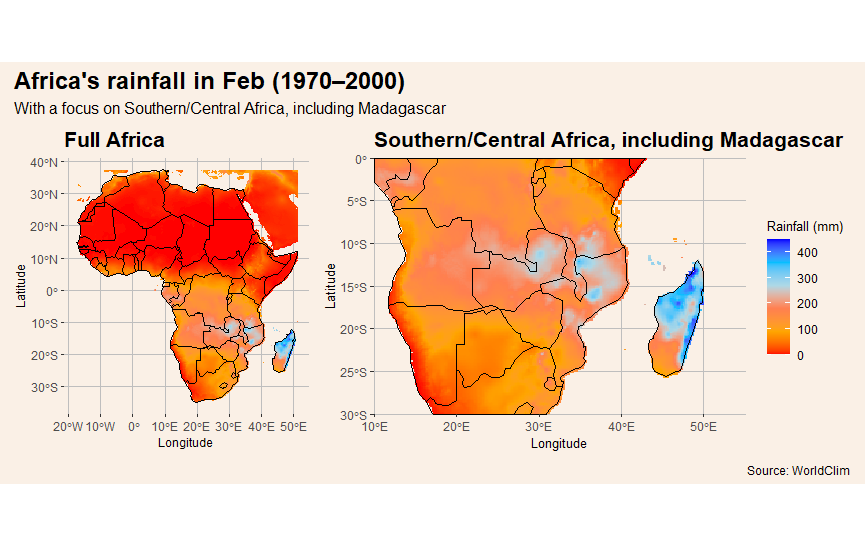 Africa's rainfall in Feb (1970–2000)
With a focus on Southern/Central Africa, including Madagascar
Full Africa
40°N
30°N
20°N
10°N
0°
10°S
20°S
30°S
Latitude
20°W 10°W 0° 10°E 20°E 30°E 40°E 50°E
Longitude
Southern/Central Africa, including Madagascar
0°
5°S
10°S
15°S
20°S
25°S
30°S
Latitude
10°E 20°E 30°E 40°E 50°E
Longitude
Rainfall (mm)
400
300
200
100
0
Source: WorldClim